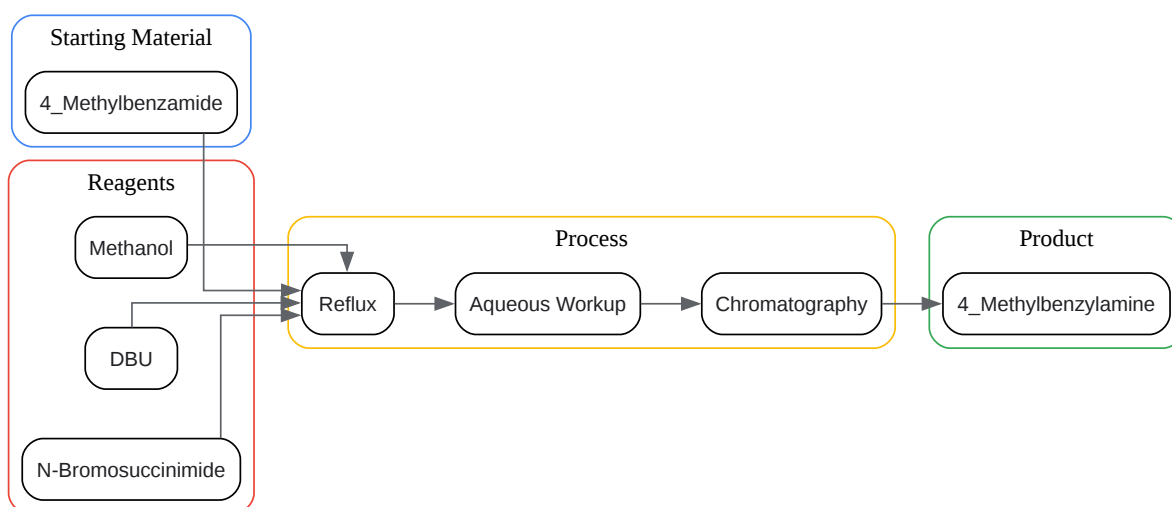 Starting Material
4_Methylbenzamide
Reagents
Methanol
DBU
N-Bromosuccinimide
Process
Reflux
Aqueous Workup
Chromatography
Product
4_Methylbenzylamine